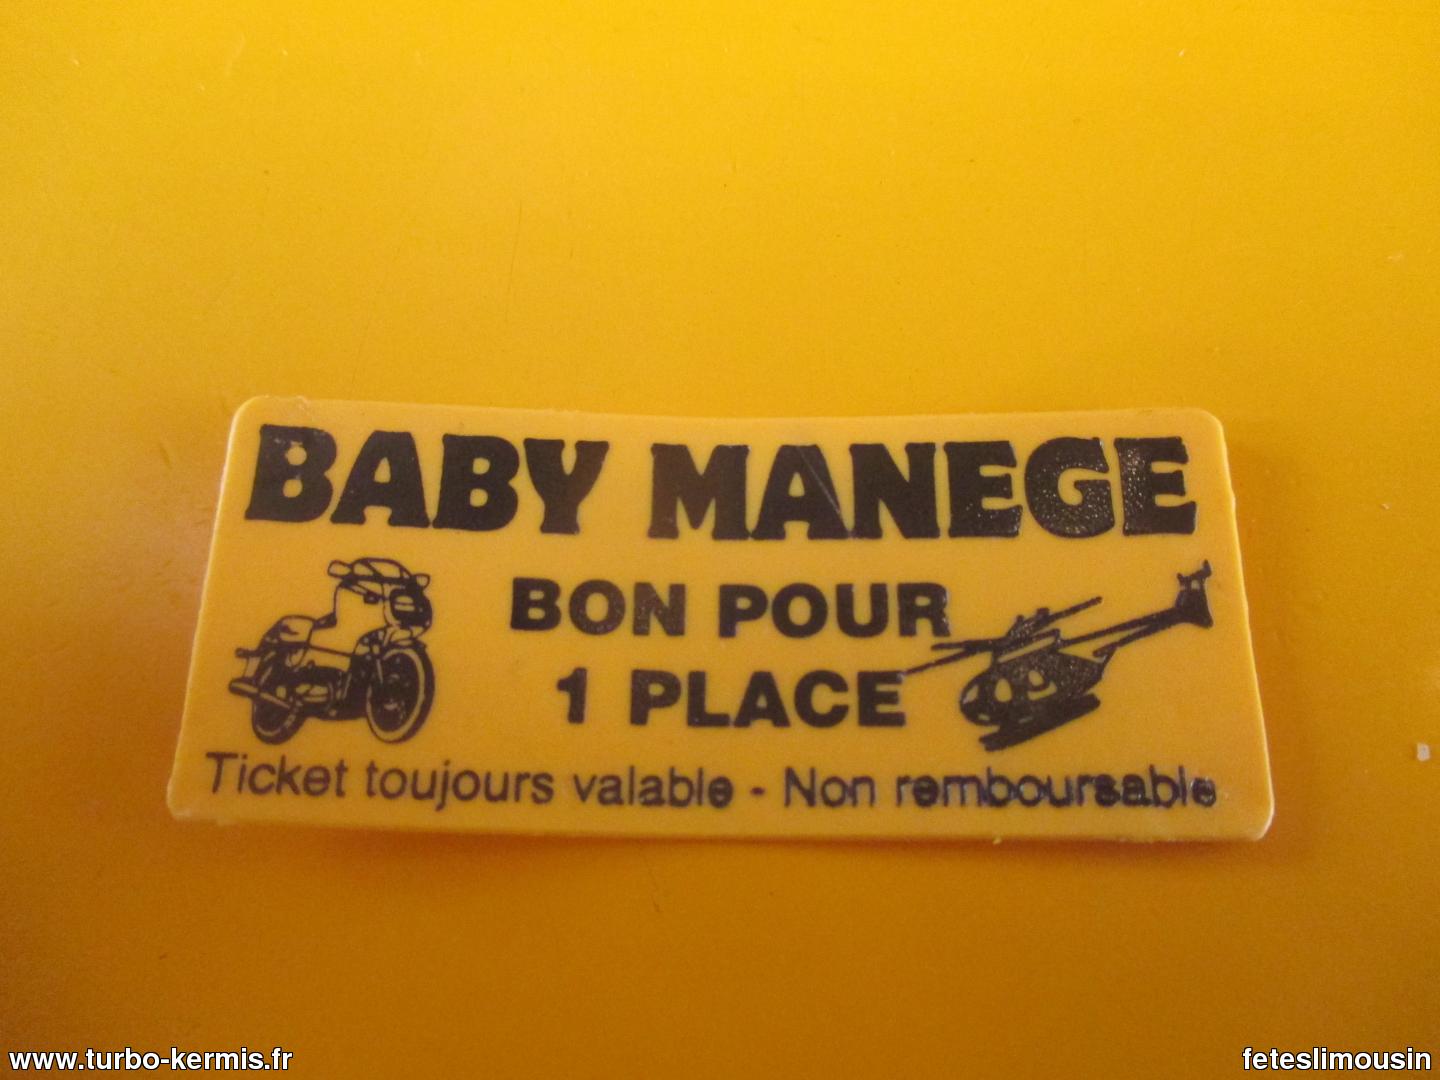 BABY MANEGE
BON POUR
1 PLACE
Ticket toujours valable - Non remboursable
www.turbo-kermis.fr
feteslimousin